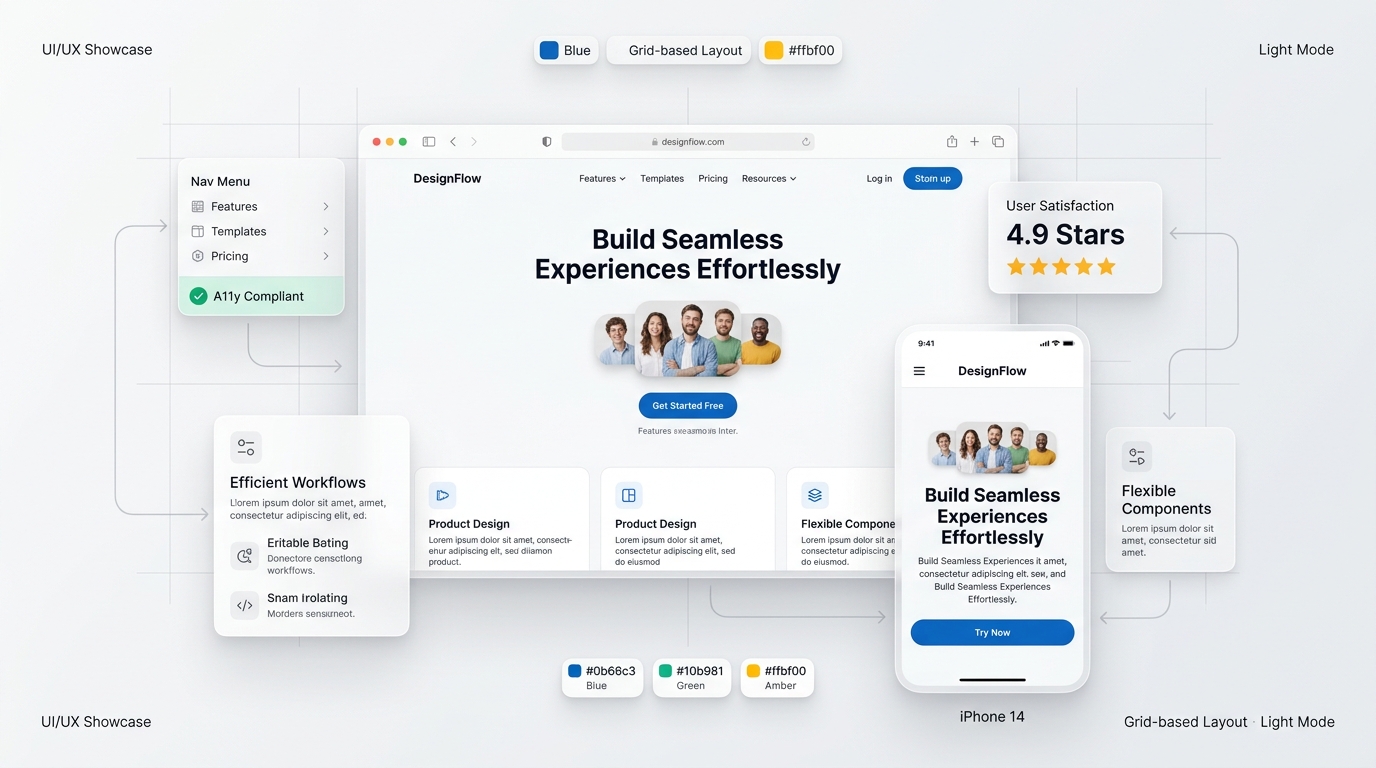 UI/UX Showcase
Blue
Grid-based Layout
#ffbf00
Light Mode
designflow.com
DesignFlow
Features
Templates
Pricing
Resources
Log in
Stom up
Build Seamless
Experiences Effortlessly
Get Started Free
Features Inter.
Nav Menu
Features
Templates
Pricing
A11y Compliant
User Satisfaction
4.9 Stars
Efficient Workflows
Lorem ipsum dolor sit amet, amet,
consectetur adipiscing elit, ed.
Eritable Bating
Donectore censctlong
workflows.
Snam Irolating
Morders
Product Design
Lorem ipsum dolor sit amet, consecti-
enur adipiscing elit, sed diiamon
product.
Product Design
Lorem ipsum dolor sit amet,
consectetur adipiscing elit, sed
do eiusmod
Flexible Compone
Lorem ipsum dolor sit amet,
consectetur adipiscing e
do eiusmod
9:41
DesignFlow
Build Seamless
Experiences
Effortlessly
Build Seamless Experiences it amet,
consectetur adipiscing elt. and
Build Seamless Experiences
Effortlessly.
Try Now
iPhone 14
Flexible
Components
Lorem ipsum dolor sit
amet, consectetur sid
amet.
#0b66c3
Blue
#10b981
Green
#ffbf00
Amber
UI/UX Showcase
Grid-based Layout · Light Mode